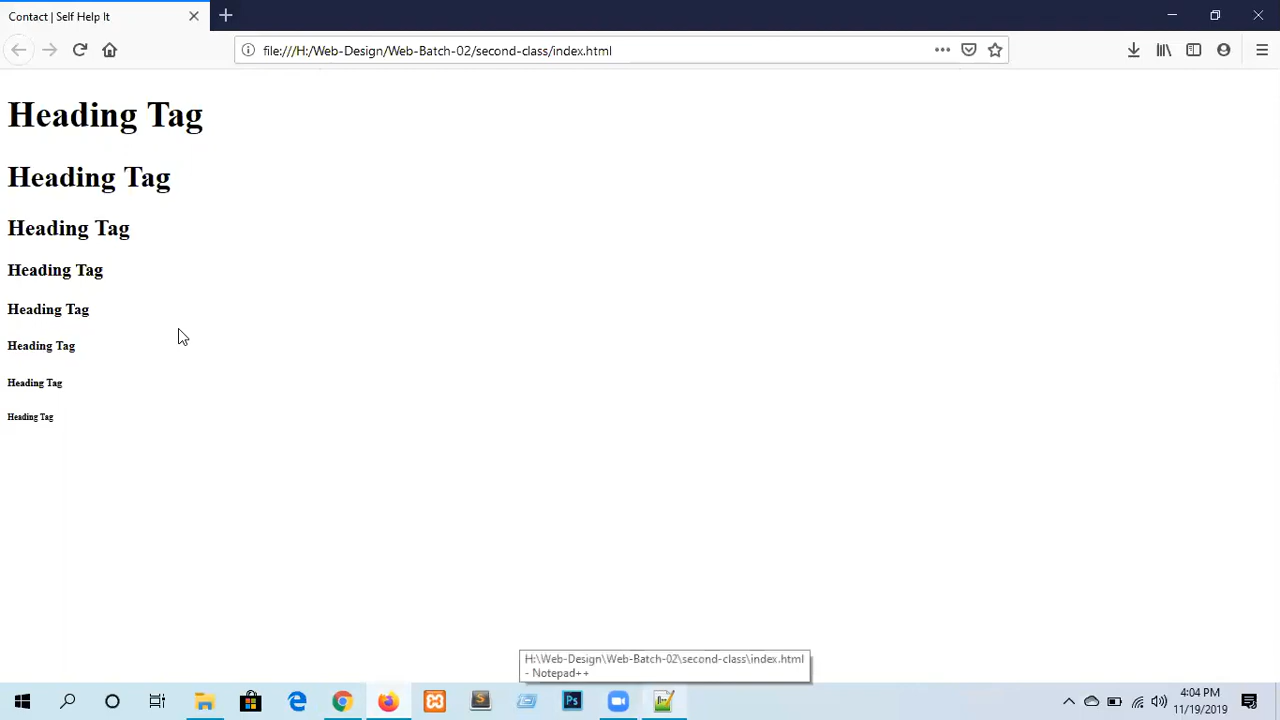 Contact | Self Help It
file:///H:/Web-Design/Web-Batch-02/second-class/index.html
Heading Tag
Heading Tag
Heading Tag
Heading Tag
Heading Tag
Heading Tag
Heading Tag
Heading Tag
H:\Web-Design\Web-Batch-02\second-class\index.html
- Notepad++
4:04 PM
11/19/2019